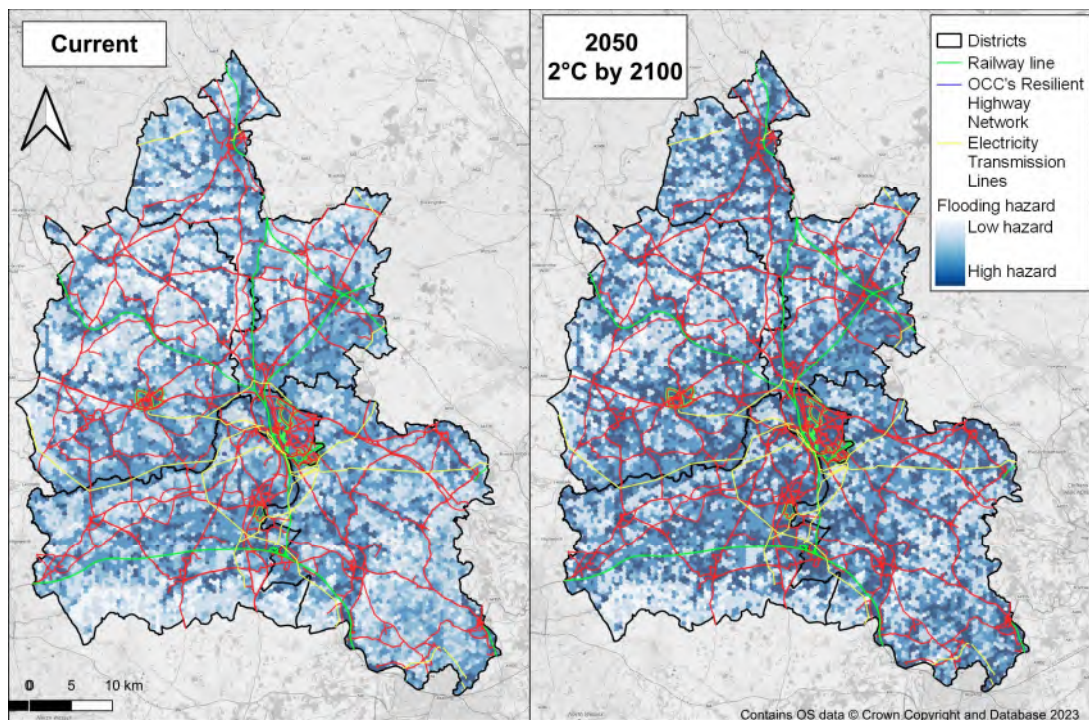 Current
2050
2°C by 2100
Districts
Railway line
OCC's Resilient
Highway
Network
Electricity
Transmission
Lines
Flooding hazard
Low hazard
High hazard
0 5 10 km
Contains OS data © Crown Copyright and Database 2023